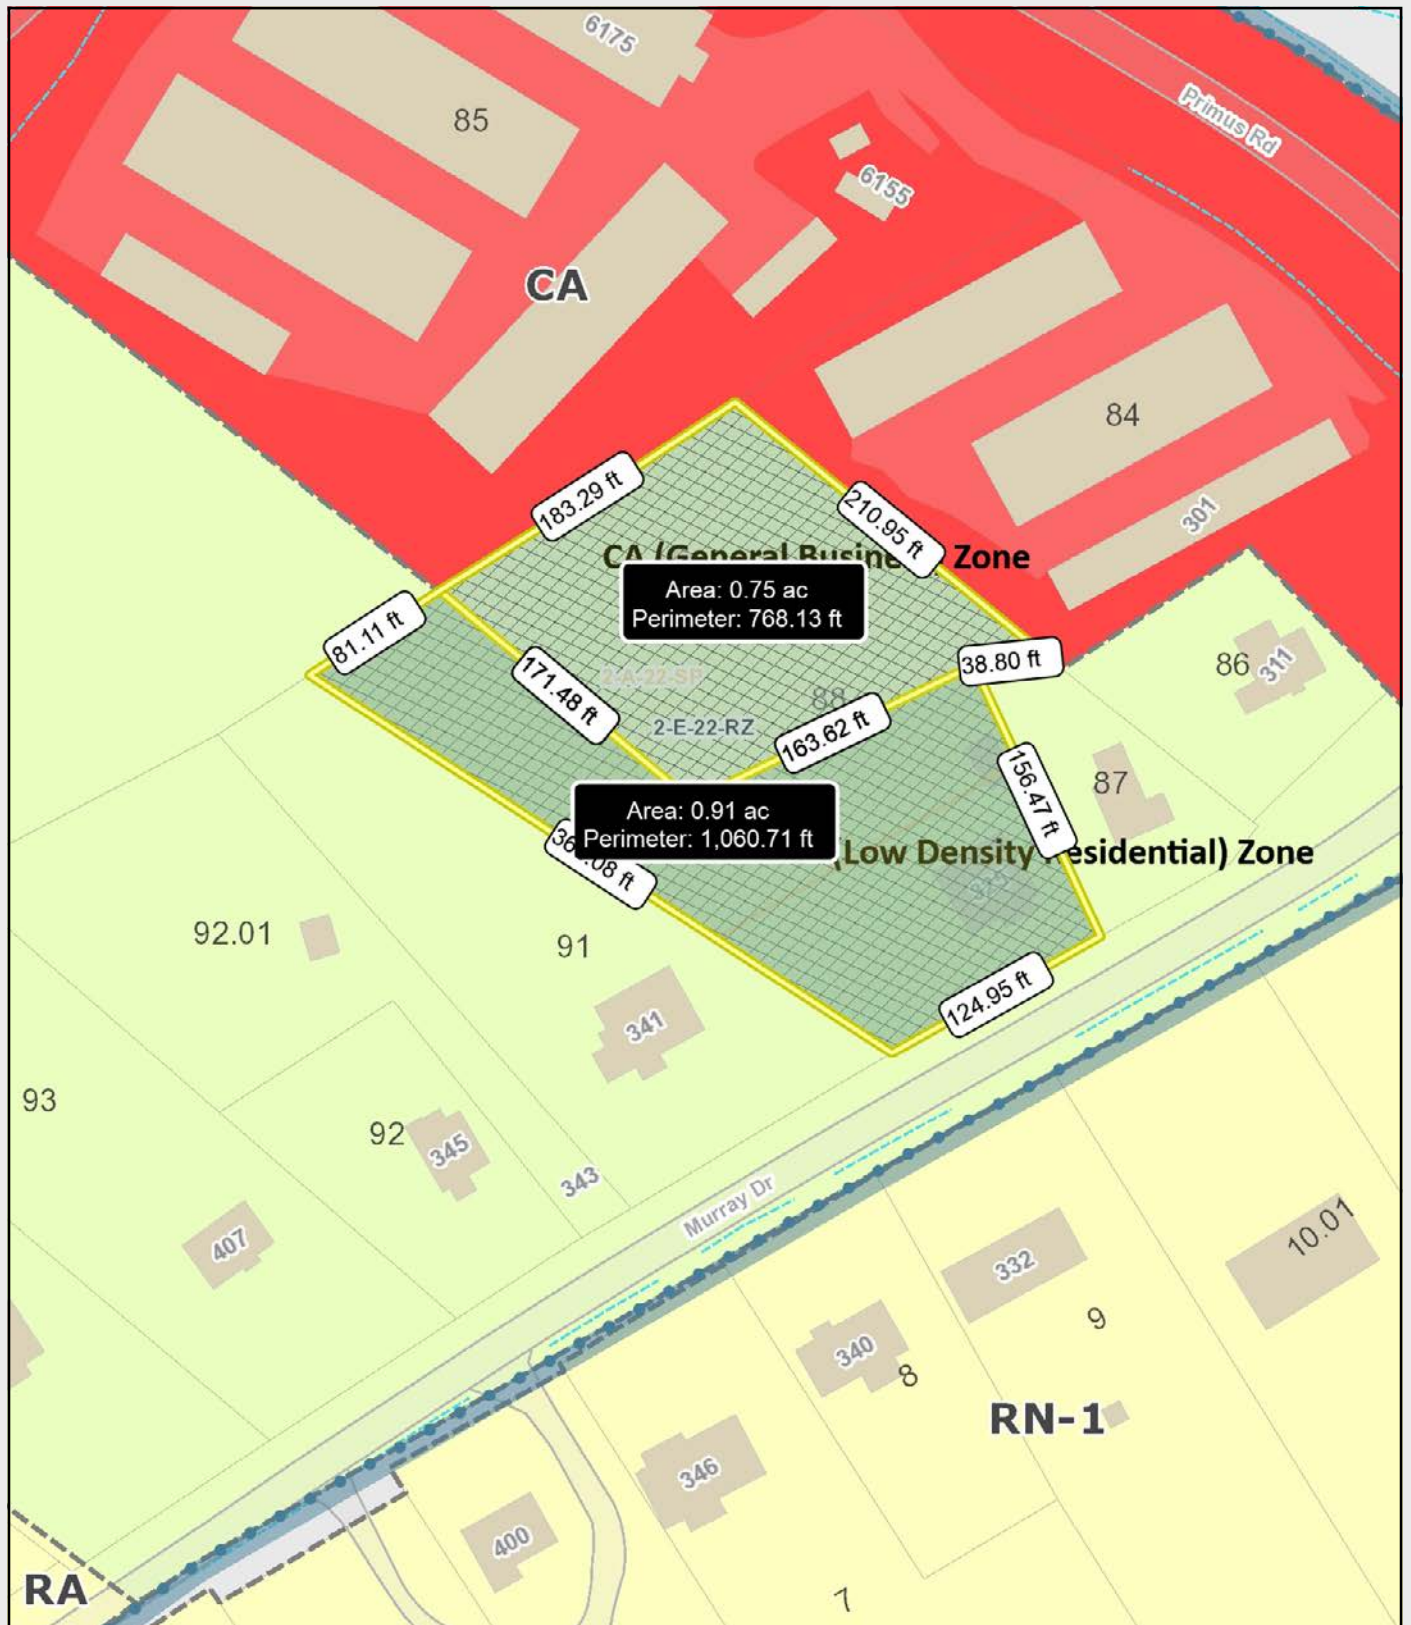 6175
85
Primus Rd
6155
CA
84
183.29 ft
210.95 ft
301
CA (General Busine Zone
Area: 0.75 ac
Perimeter: 768.13 ft
81.11 ft
38.80 ft
86
311
171.48 ft
2-A-22-SP
88
2-E-22-RZ
163.62 ft
156.47 ft
87
Area: 0.91 ac
Perimeter: 1,060.71 ft
.08 ft
(Low Density esidential) Zone
92.01
91
124.95 ft
341
93
92
345
343
Murray Dr
407
10.01
332
9
340
8
RN-1
346
400
RA
7